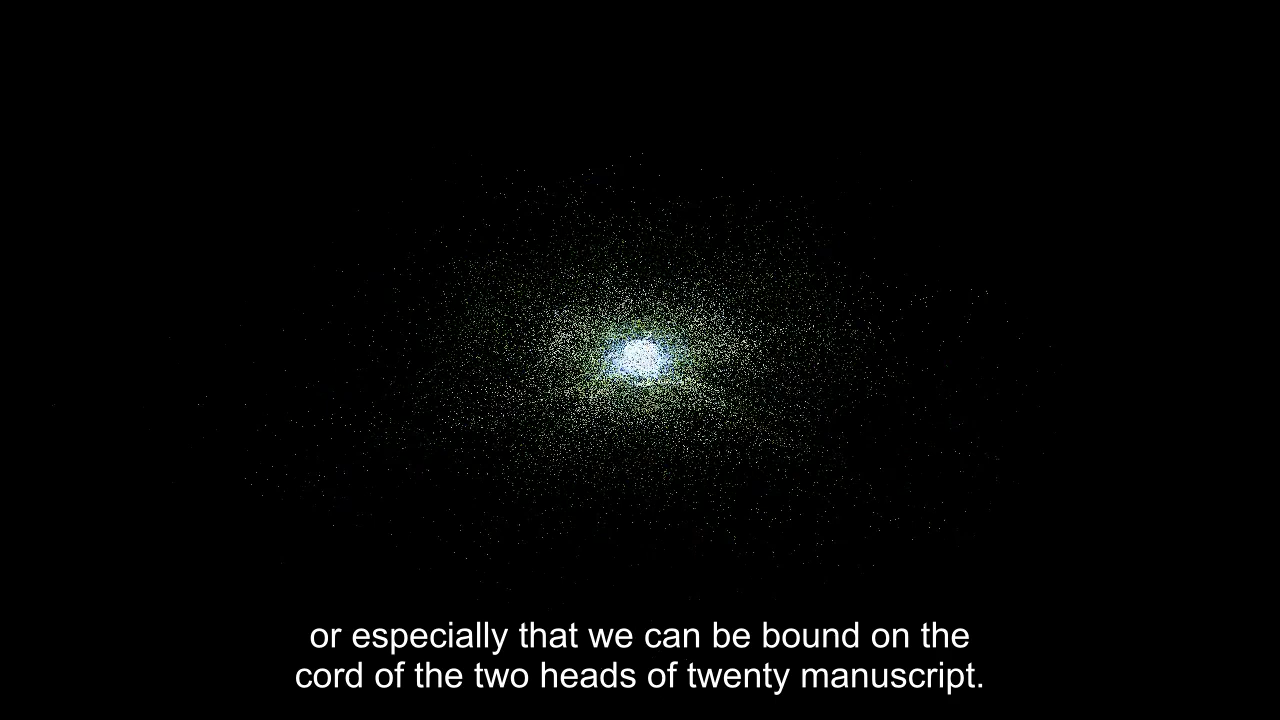 or especially that we can be bound on the
cord of the two heads of twenty manuscript.